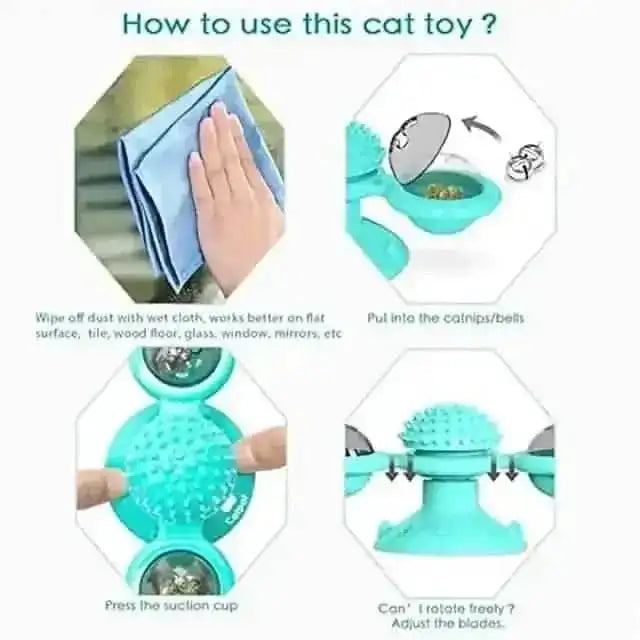 How to use this cat toy ?
Wipe off dust with wet cloth, works better on flat
surface, tile, wood floor, glass, window, mirrors, etc
Put into the catnips/bells
Press the suction cup
Can't rotate freely ?
Adjust the blades.